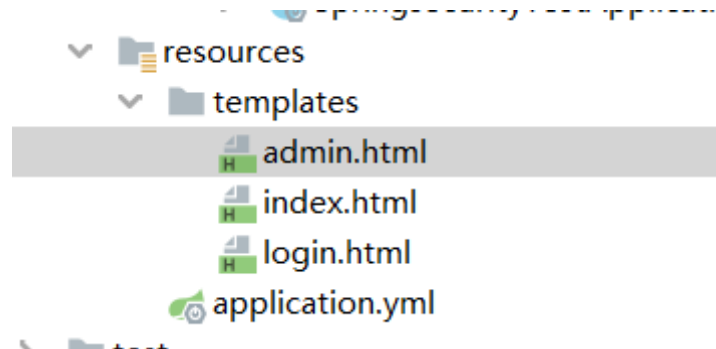 resources
templates
admin.html
H
index.html
H
login.html
H
application.yml